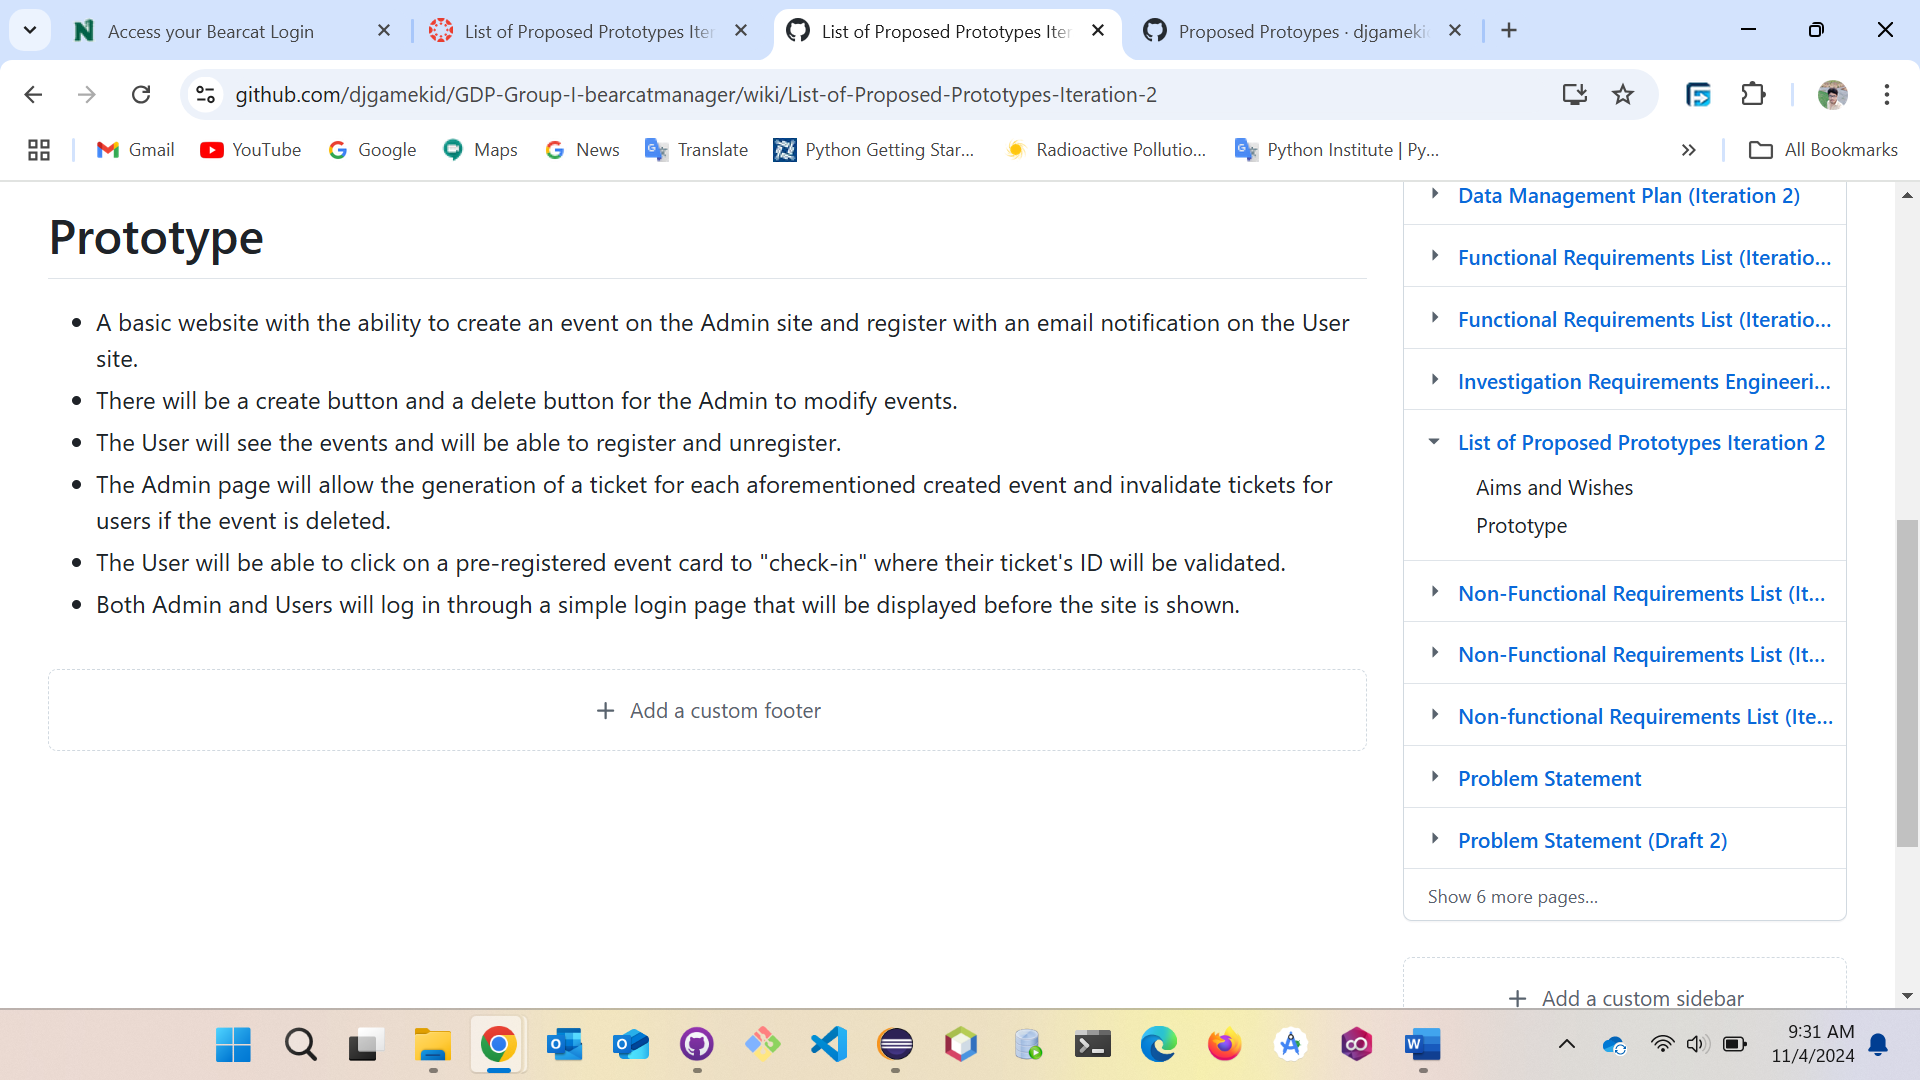 Access your Bearcat Login
List of Proposed Prototypes Iter
List of Proposed Prototypes Iter
Proposed Protoypes · djgameki
github.com/djgamekid/GDP-Group-I-bearcatmanager/wiki/List-of-Proposed-Prototypes-Iteration-2
Gmail
YouTube
Google
Maps
News
Translate
Python Getting Star...
Radioactive Pollutio...
Python Institute | Py...
All Bookmarks
Prototype
A basic website with the ability to create an event on the Admin site and register with an email notification on the User
site.
There will be a create button and a delete button for the Admin to modify events.
The User will see the events and will be able to register and unregister.
The Admin page will allow the generation of a ticket for each aforementioned created event and invalidate tickets for
users if the event is deleted.
The User will be able to click on a pre-registered event card to "check-in" where their ticket's ID will be validated.
Both Admin and Users will log in through a simple login page that will be displayed before the site is shown.
Add a custom footer
Data Management Plan (Iteration 2)
Functional Requirements List (Iteratio...
Functional Requirements List (Iteratio...
Investigation Requirements Engineeri...
List of Proposed Prototypes Iteration 2
Aims and Wishes
Prototype
Non-Functional Requirements List (It...
Non-Functional Requirements List (It...
Non-functional Requirements List (Ite...
Problem Statement
Problem Statement (Draft 2)
Show 6 more pages...
Add a custom sidebar
9:31 AM
11/4/2024